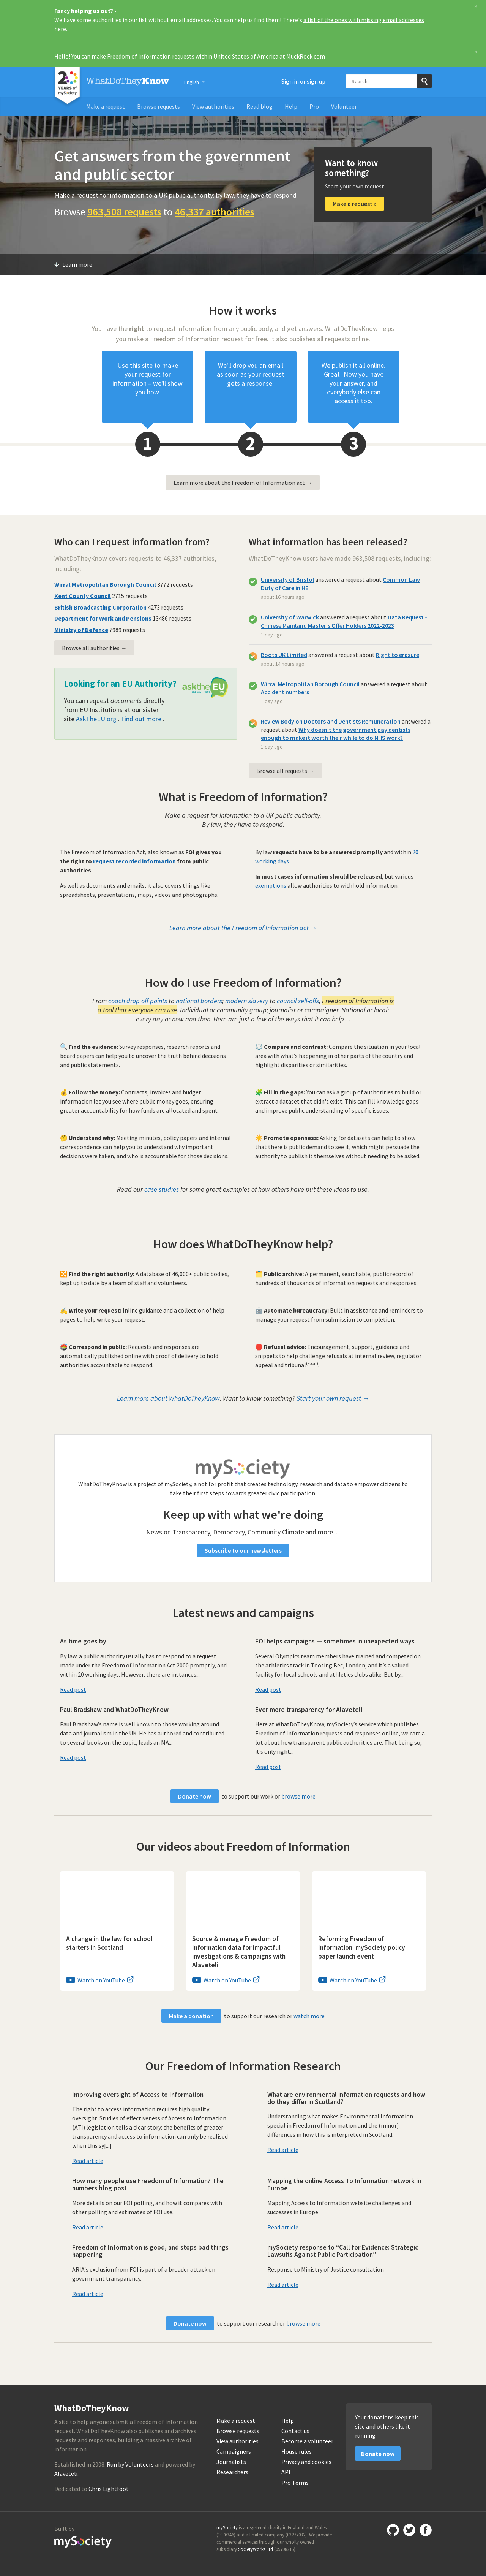 Fancy helping us out? -
We have some authorities in our list without email addresses. You can help us find them! There's a list of the ones with missing email addresses
here.
Hello! You can make Freedom of Information requests within United States of America at MuckRock.com
20
YEARS
of
mySociety
WhatDoTheyKnow
English
Sign in or sign up
Search
Make a request
Browse requests
View authorities
Read blog
Help
Pro
Volunteer
Get answers from the government
and public sector
Make a request for information to a UK public authority: by law, they have to respond
Browse 963,508 requests to 46,337 authorities
Want to know
something?
Start your own request
Make a request »
Learn more
How it works
You have the right to request information from any public body, and get answers. WhatDoTheyKnow helps
you make a Freedom of Information request for free. It also publishes all requests online.
Use this site to make
your request for
information – we'll show
you how.
We'll drop you an email
as soon as your request
gets a response.
We publish it all online.
Great! Now you have
your answer, and
everybody else can
access it too.
1
2
3
Learn more about the Freedom of Information act →
Who can I request information from?
WhatDoTheyKnow covers requests to 46,337 authorities,
including:
Wirral Metropolitan Borough Council 3772 requests
Kent County Council 2715 requests
British Broadcasting Corporation 4273 requests
Department for Work and Pensions 13486 requests
Ministry of Defence 7989 requests
Browse all authorities →
Looking for an EU Authority?
asktheEU
You can request documents directly
from EU Institutions at our sister
site AskTheEU.org . Find out more .
What information has been released?
WhatDoTheyKnow users have made 963,508 requests, including:
University of Bristol answered a request about Common Law
Duty of Care in HE
about 16 hours ago
University of Warwick answered a request about Data Request -
Chinese Mainland Master's Offer Holders 2022-2023
1 day ago
Boots UK Limited answered a request about Right to erasure
about 14 hours ago
Wirral Metropolitan Borough Council answered a request about
Accident numbers
1 day ago
Review Body on Doctors and Dentists Remuneration answered a
request about Why doesn't the government pay dentists
enough to make it worth their while to do NHS work?
1 day ago
Browse all requests →
What is Freedom of Information?
Make a request for information to a UK public authority.
By law, they have to respond.
The Freedom of Information Act, also known as FOI gives you
the right to request recorded information from public
authorities.
As well as documents and emails, it also covers things like
spreadsheets, presentations, maps, videos and photographs.
By law requests have to be answered promptly and within 20
working days.
In most cases information should be released, but various
exemptions allow authorities to withhold information.
Learn more about the Freedom of Information act →
How do I use Freedom of Information?
From coach drop off points to national borders; modern slavery to council sell-offs, Freedom of Information is
a tool that everyone can use. Individual or community group; journalist or campaigner. National or local;
every day or now and then. Here are just a few of the ways that it can help…
Find the evidence: Survey responses, research reports and
board papers can help you to uncover the truth behind decisions
and public statements.
Compare and contrast: Compare the situation in your local
area with what's happening in other parts of the country and
highlight disparities or similarities.
Follow the money: Contracts, invoices and budget
information let you see where public money goes, ensuring
greater accountability for how funds are allocated and spent.
Fill in the gaps: You can ask a group of authorities to build or
extract a dataset that didn't exist. This can fill knowledge gaps
and improve public understanding of specific issues.
Understand why: Meeting minutes, policy papers and internal
correspondence can help you to understand why important
decisions were taken, and who is accountable for those decisions.
Promote openness: Asking for datasets can help to show
that there is public demand to see it, which might persuade the
authority to publish it themselves without needing to be asked.
Read our case studies for some great examples of how others have put these ideas to use.
How does WhatDoTheyKnow help?
Find the right authority: A database of 46,000+ public bodies,
kept up to date by a team of staff and volunteers.
Public archive: A permanent, searchable, public record of
hundreds of thousands of information requests and responses.
Write your request: Inline guidance and a collection of help
pages to help write your request.
Automate bureaucracy: Built in assistance and reminders to
manage your request from submission to completion.
Correspond in public: Requests and responses are
automatically published online with proof of delivery to hold
authorities accountable to respond.
Refusal advice: Encouragement, support, guidance and
snippets to help challenge refusals at internal review, regulator
appeal and tribunal
Learn more about WhatDoTheyKnow. Want to know something? Start your own request →
mySociety
WhatDoTheyKnow is a project of mySociety, a not for profit that creates technology, research and data to empower citizens to
take their first steps towards greater civic participation.
Keep up with what we're doing
News on Transparency, Democracy, Community Climate and more…
Subscribe to our newsletters
Latest news and campaigns
As time goes by
By law, a public authority usually has to respond to a request
made under the Freedom of Information Act 2000 promptly, and
within 20 working days. However, there are instances...
Read post
FOI helps campaigns — sometimes in unexpected ways
Several Olympics team members have trained and competed on
the athletics track in Tooting Bec, London, and it's a valued
facility for local schools and athletics clubs alike. But by...
Read post
Paul Bradshaw and WhatDoTheyKnow
Paul Bradshaw's name is well known to those working around
data and journalism in the UK. He has authored and contributed
to several books on the topic, leads an MA...
Read post
Ever more transparency for Alaveteli
Here at WhatDoTheyKnow, mySociety's service which publishes
Freedom of Information requests and responses online, we care a
lot about how transparent public authorities are. That being so,
it's only right...
Read post
Donate now to support our work or browse more
Our videos about Freedom of Information
A change in the law for school
starters in Scotland
Watch on YouTube
Source & manage Freedom of
Information data for impactful
investigations & campaigns with
Alaveteli
Watch on YouTube
Reforming Freedom of
Information: mySociety policy
paper launch event
Watch on YouTube
Make a donation to support our research or watch more
Our Freedom of Information Research
Improving oversight of Access to Information
The right to access information requires high quality
oversight. Studies of effectiveness of Access to Information
(ATI) legislation tells a clear story: the benefits of greater
transparency and access to information can only be realised
when this sy[...]
Read article
What are environmental information requests and how
do they differ in Scotland?
Understanding what makes Environmental Information
special in Freedom of Information and the (minor)
differences in how this is interpreted in Scotland.
Read article
How many people use Freedom of Information? The
numbers blog post
More details on our FOI polling, and how it compares with
other polling and estimates of FOI use.
Read article
Mapping the online Access To Information network in
Europe
Mapping Access to Information website challenges and
successes in Europe
Read article
Freedom of Information is good, and stops bad things
happening
ARIA's exclusion from FOI is part of a broader attack on
government transparency.
Read article
mySociety response to “Call for Evidence: Strategic
Lawsuits Against Public Participation”
Response to Ministry of Justice consultation
Read article
Donate now to support our research or browse more
WhatDoTheyKnow
A site to help anyone submit a Freedom of Information
request. WhatDoTheyKnow also publishes and archives
requests and responses, building a massive archive of
information.
Established in 2008. Run by Volunteers and powered by
Alaveteli.
Dedicated to Chris Lightfoot.
Make a request
Browse requests
View authorities
Campaigners
Journalists
Researchers
Help
Contact us
Become a volunteer
House rules
Privacy and cookies
API
Pro Terms
Your donations keep this
site and others like it
running
Donate now
Built by
mySociety
mySociety is a registered charity in England and Wales
(1076346) and a limited company (03277032). We provide
commercial services through our wholly owned
subsidiary SocietyWorks Ltd (05798215).